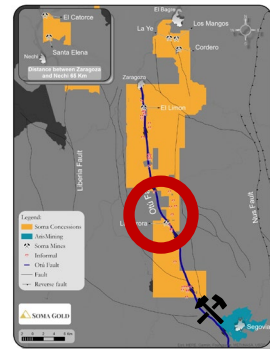 El Catorce
Santa Elena
Nechi
Distance between Zaragoza
and Nechi 65 Km
El Bagre
Los Mangos
La Ye
Cordero
Zaragoza
El Limón
Liberia Fault
Otú
Nus Fault
Legend:
Soma Concessions
Aris Mining
Soma Mines
Informal
Otú Fault
Fault
Reverse fault
SOMA GOLD
Segovia